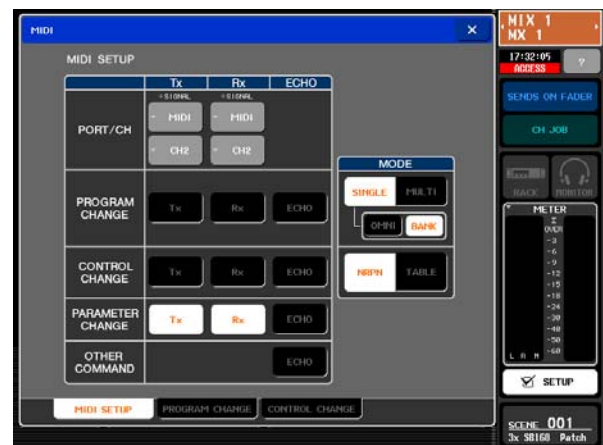 MIDI
×
MIX 1
MX 1
17:32:05
ACCESS
?
SENDS ON FADER
CH JOB
RACK
MONITOR
METER
Σ
OVER
-3
-6
-9
-12
-15
-18
-24
-30
-40
-50
-60
L R M
SETUP
SCENE 001
3x SB168 Patch
MIDI SETUP
Tx Rx ECHO
+SIGNAL +SIGNAL
PORT/CH
MIDI MIDI
CH2 CH2
PROGRAM
CHANGE
Tx Rx ECHO
CONTROL
CHANGE
Tx Rx ECHO
PARAMETER
CHANGE
Tx Rx ECHO
OTHER
COMMAND
ECHO
MODE
SINGLE MULTI
OMNI BANK
NRPN TABLE
MIDI SETUP PROGRAM CHANGE CONTROL CHANGE